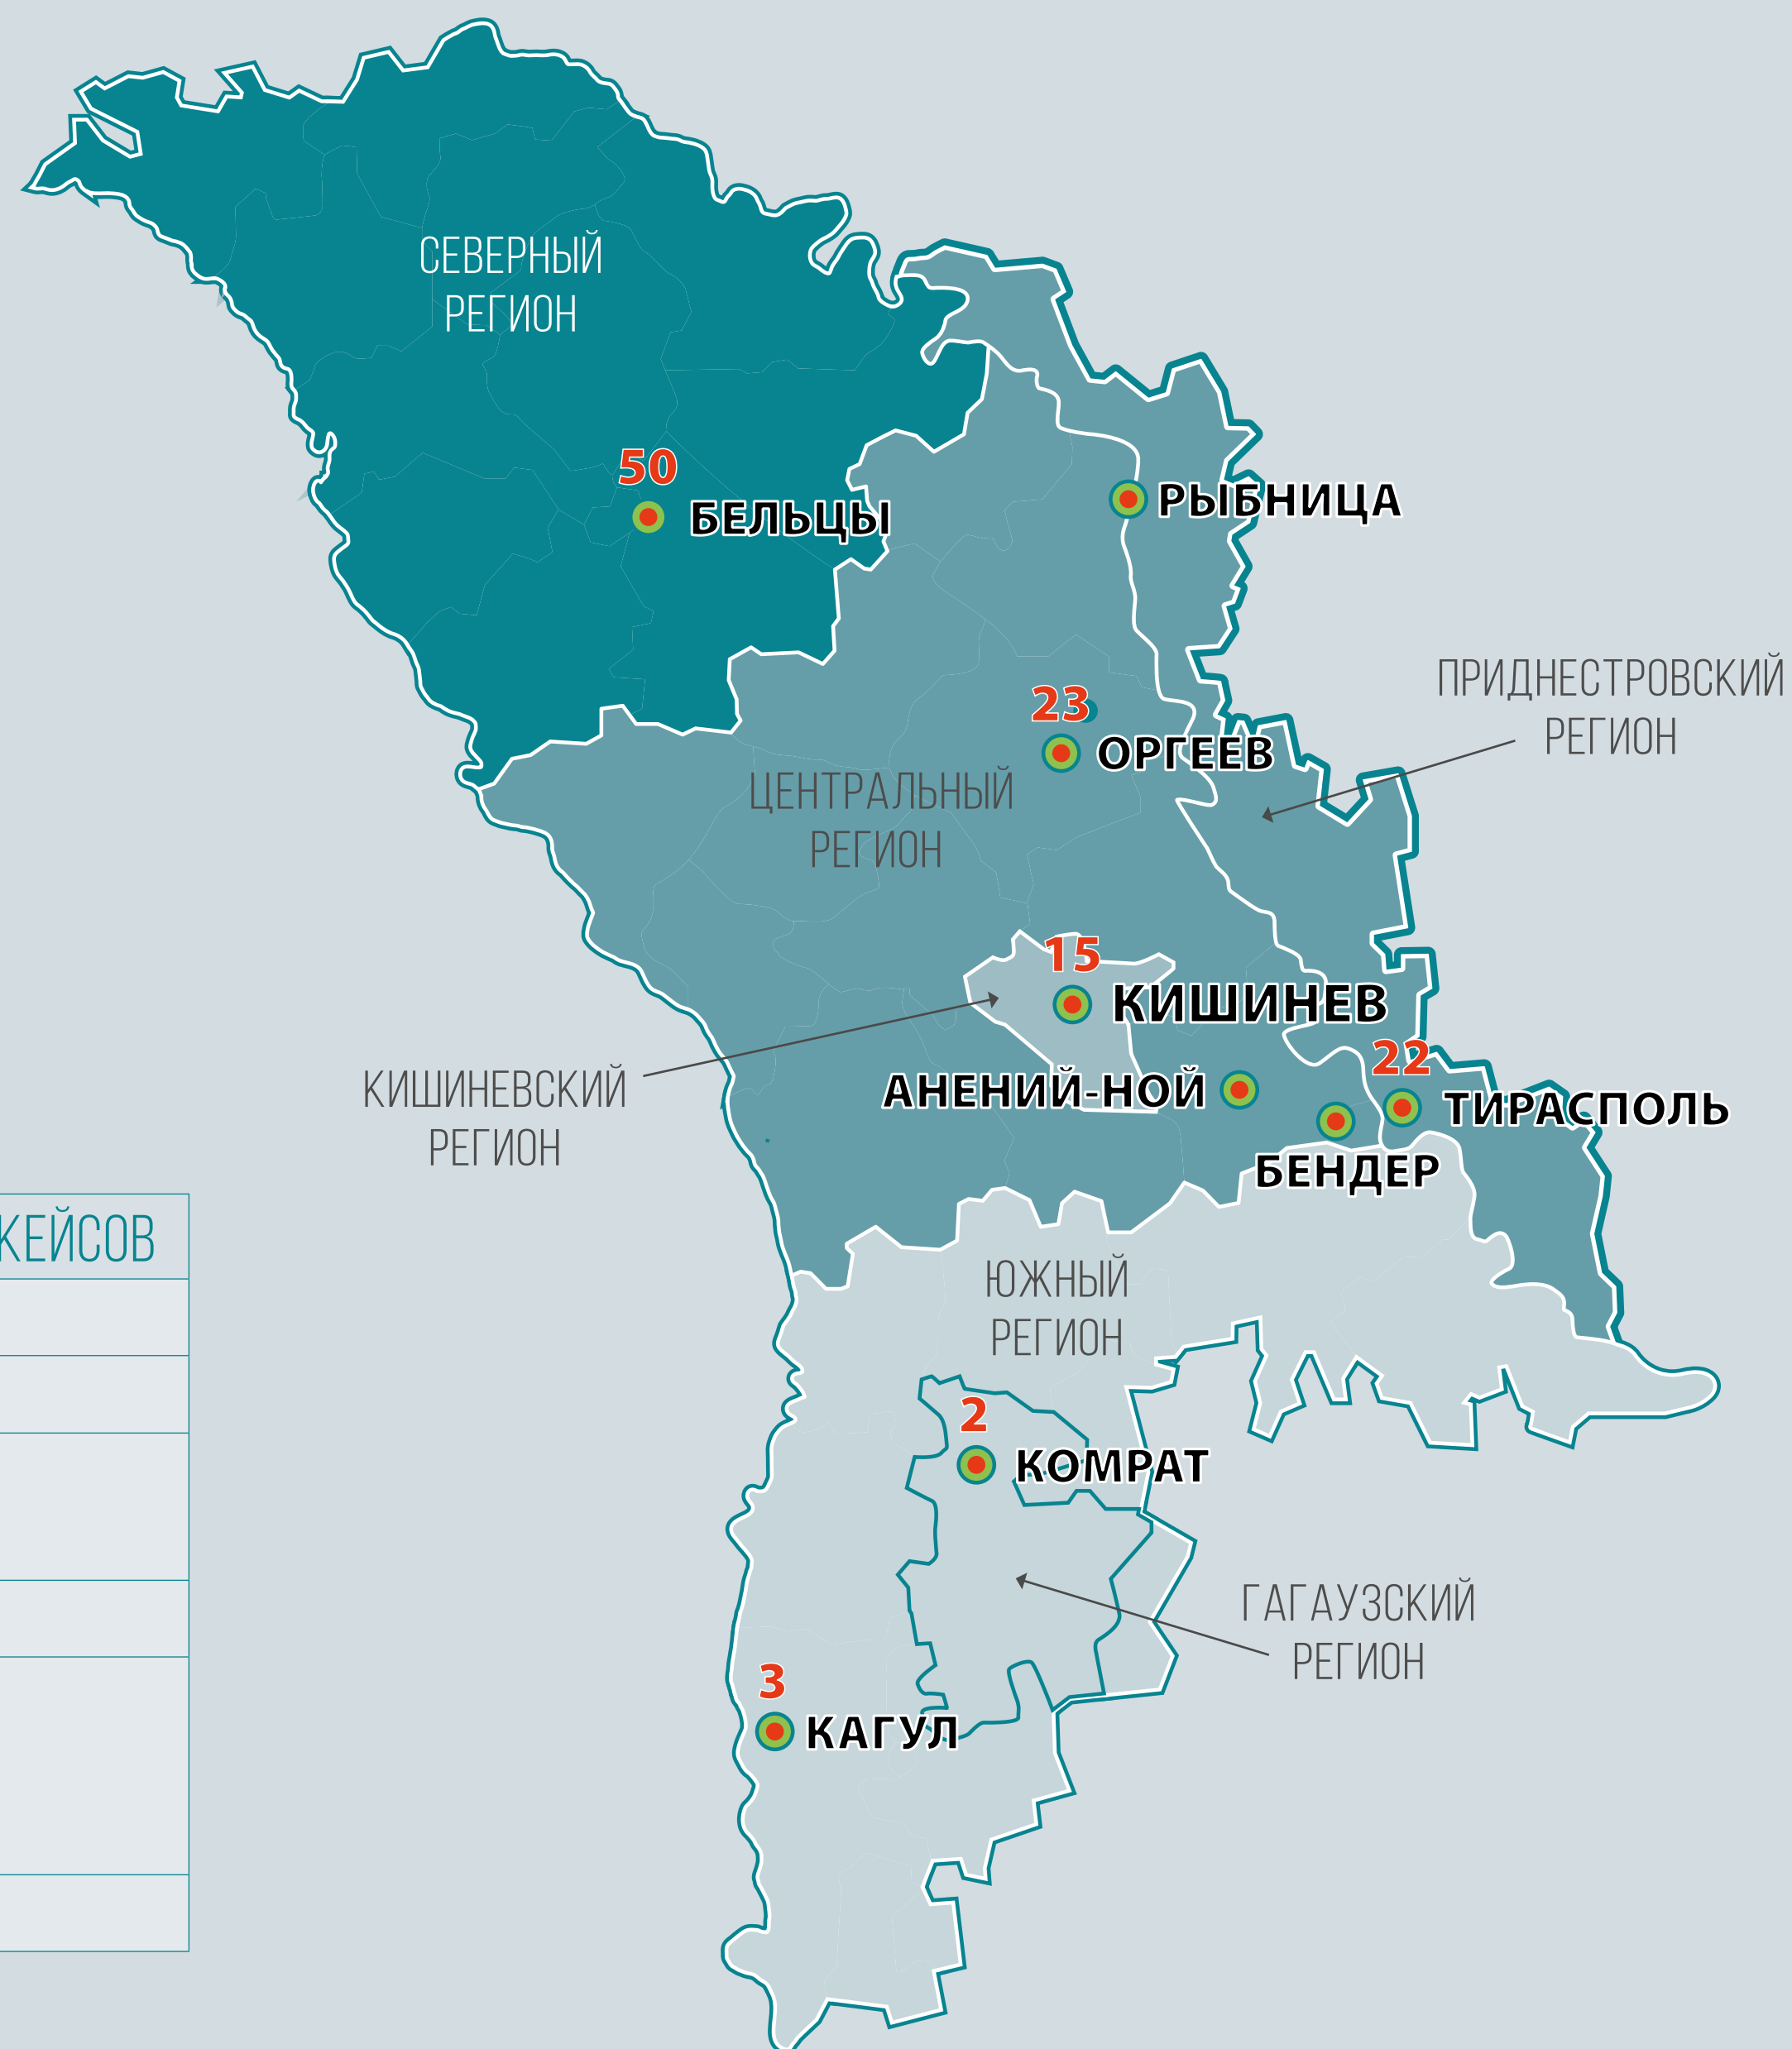 СЕВЕРНЫЙ
РЕГИОН
50
БЕЛЬЦЫ
РЫБНИЦА
ПРИДНЕСТРОВСКИЙ
РЕГИОН
23
ОРГЕЕВ
ЦЕНТРАЛЬНЫЙ
РЕГИОН
15
КИШИНЕВ
КИШИНЕВСКИЙ
РЕГИОН
АНЕНИЙ-НОЙ
22
ТИРАСПОЛЬ
БЕНДЕР
КЕЙСОВ
ЮЖНЫЙ
РЕГИОН
2
КОМРАТ
ГАГАУЗСКИЙ
РЕГИОН
3
КАГУЛ